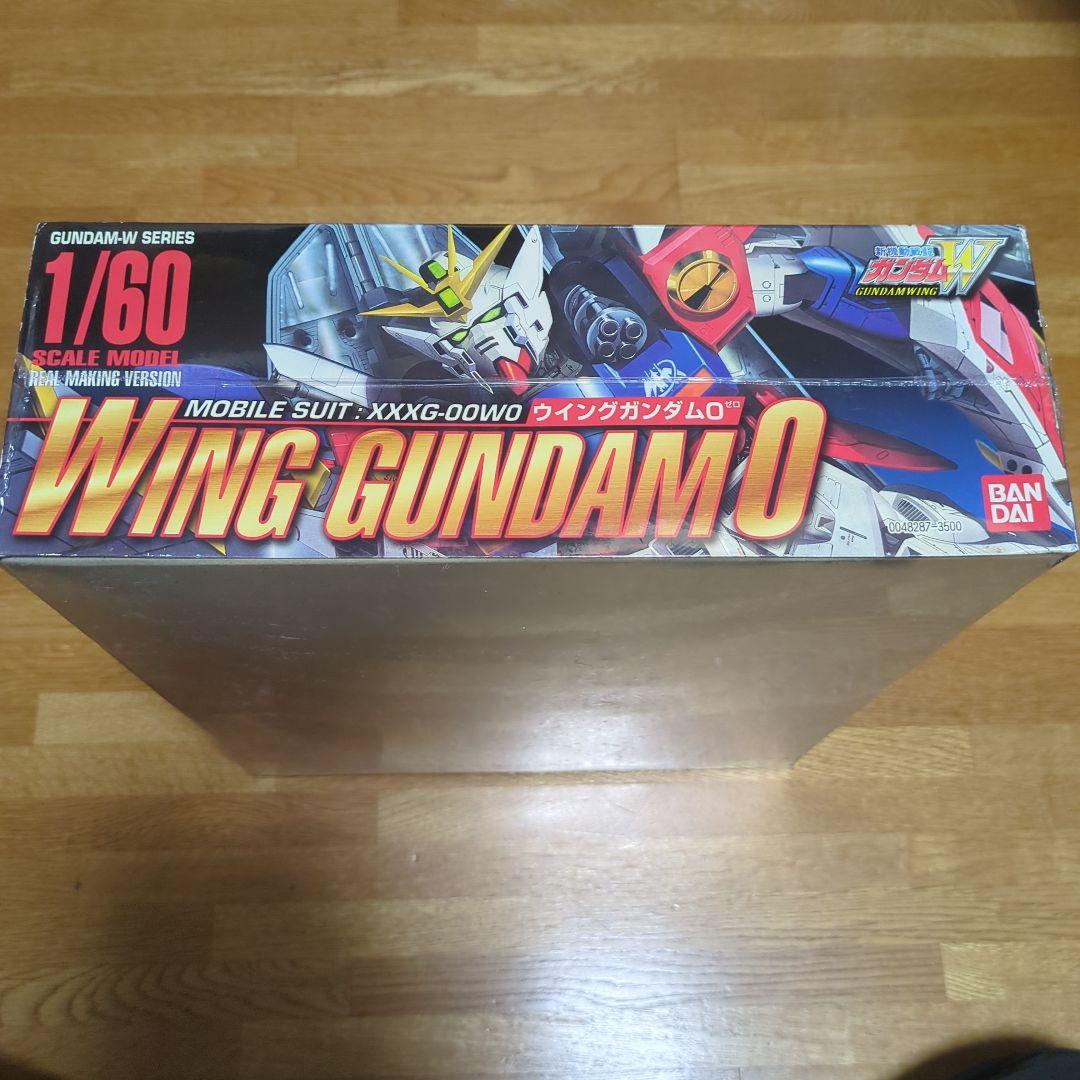 GUNDAM-W SERIES
1/60
SCALE MODEL
REAL MAKING VERSION
新機動戦記
ガンダムW
GUNDAMWING
MOBILE SUIT : XXXG-00W0 ウイングガンダム0 ゼロ
WING GUNDAM 0
BAN
DAI
0048287-3500